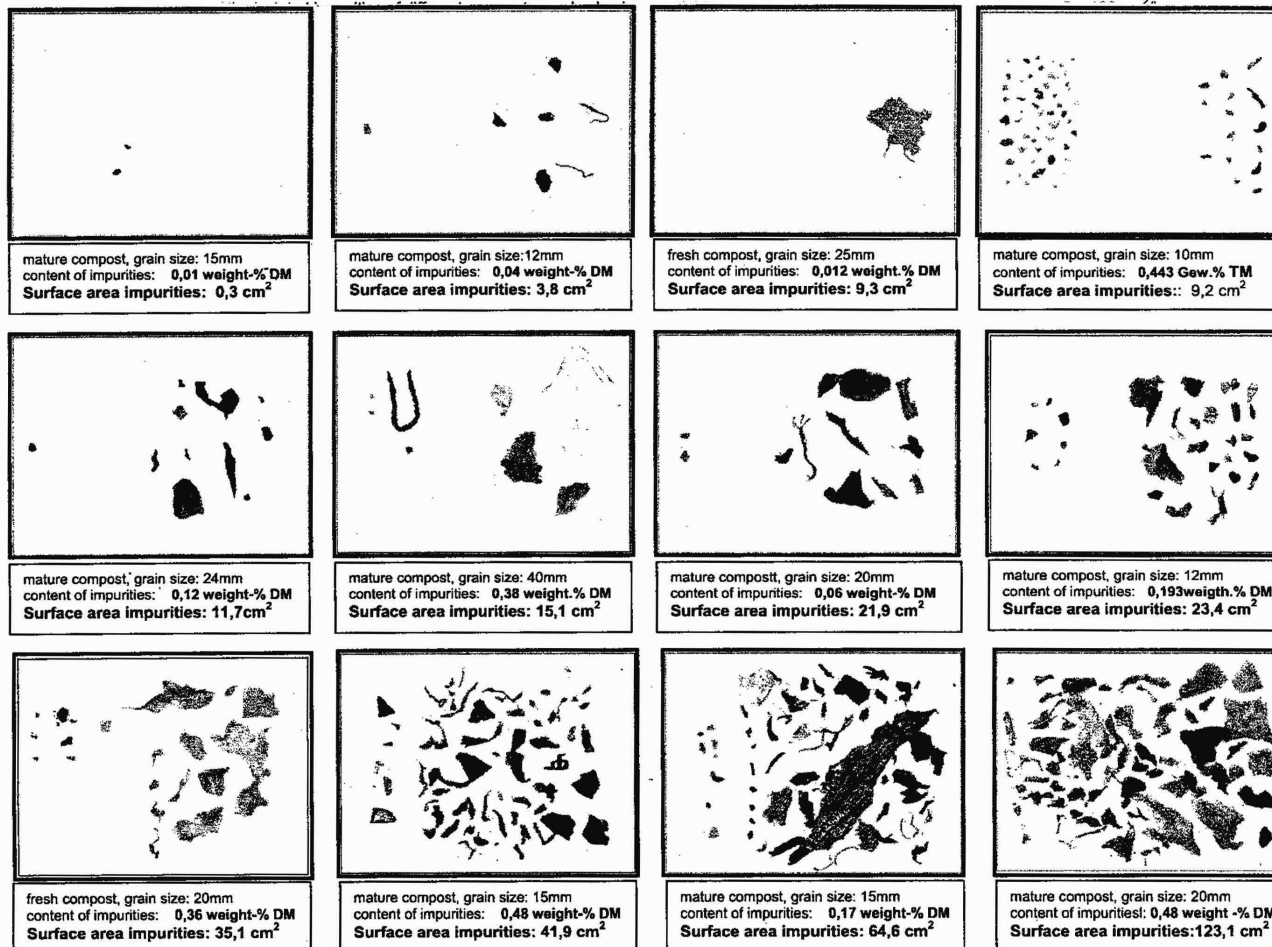 mature compost, grain size: 15mm
content of impurities: 0,01 weight-% DM
Surface area impurities: 0,3 cm²
mature compost, grain size:12mm
content of impurities: 0,04 weight-% DM
Surface area impurities: 3,8 cm²
fresh compost, grain size: 25mm
content of impurities: 0,012 weight.% DM
Surface area impurities: 9,3 cm²
mature compost, grain size: 10mm
content of impurities: 0,443 Gew.% TM
Surface area impurities:: 9,2 cm²
mature compost, grain size: 24mm
content of impurities: 0,12 weight-% DM
Surface area impurities: 11,7cm²
mature compost, grain size: 40mm
content of impurities: 0,38 weight.% DM
Surface area impurities: 15,1 cm²
mature compostt, grain size: 20mm
content of impurities: 0,06 weight-% DM
Surface area impurities: 21,9 cm²
mature compost, grain size: 12mm
content of impurities: 0,193weigth.% DM
Surface area impurities: 23,4 cm²
fresh compost, grain size: 20mm
content of impurities: 0,36 weight-% DM
Surface area impurities: 35,1 cm²
mature compost, grain size: 15mm
content of impurities: 0,48 weight-% DM
Surface area impurities: 41,9 cm²
mature compost, grain size: 15mm
content of impurities: 0,17 weight-% DM
Surface area impurities: 64,6 cm²
mature compost, grain size: 20mm
content of impuritiesl: 0,48 weight -% DM
Surface area impurities:123,1 cm²